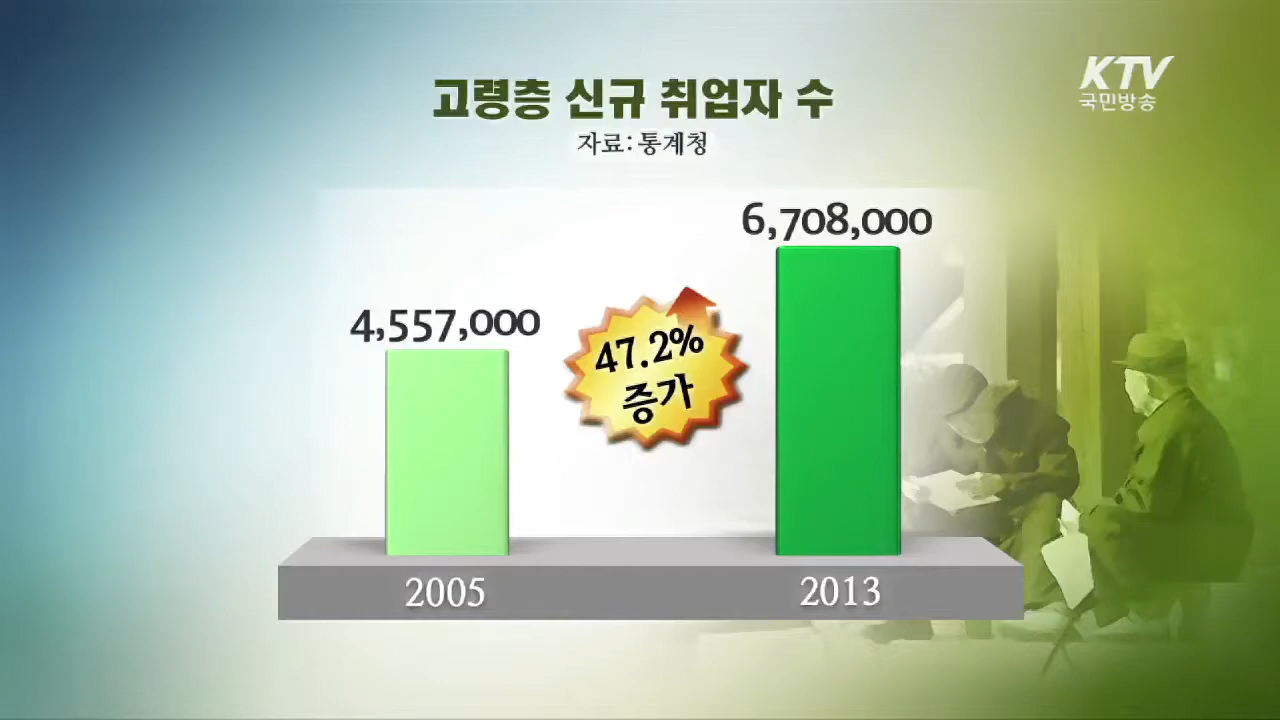 고령층 신규 취업자 수
자료:통계청
KTV
국민방송
4,557,000
6,708,000
47.2%
증가
2005
2013